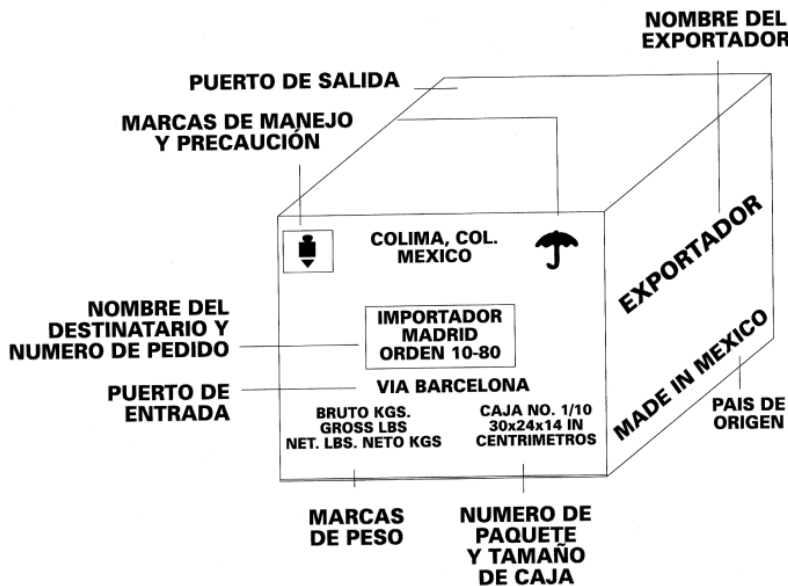 NOMBRE DEL
EXPORTADOR
PUERTO DE SALIDA
MARCAS DE MANEJO
Y PRECAUCIÓN
COLIMA, COL.
MEXICO
EXPORTADOR
NOMBRE DEL
DESTINATARIO Y
NUMERO DE PEDIDO
IMPORTADOR
MADRID
ORDEN 10-80
PUERTO DE
ENTRADA
VIA BARCELONA
MADE IN MEXICO
PAIS DE
ORIGEN
BRUTO KGS.
GROSS LBS
NET. LBS. NETO KGS
CAJA NO. 1/10
30x24x14 IN
CENTRIMETROS
MARCAS
DE PESO
NUMERO DE
PAQUETE
Y TAMAÑO
DE CAJA